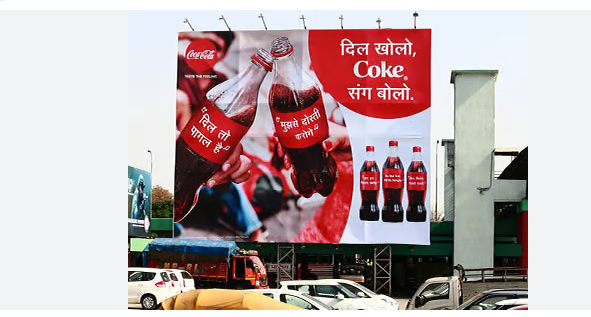 Coca-Cola
TASTE THE FEELING
दिल खोलो,
Coke
संग बोलो.
"दिल तो
पागल है"
"मुझसे दोस्ती
करोगे"